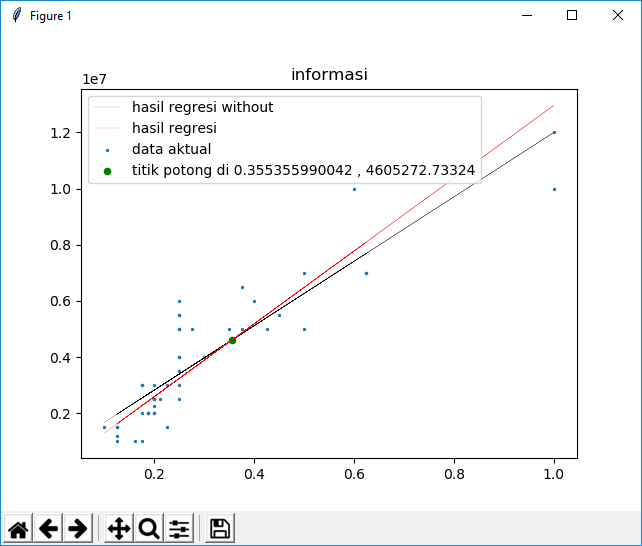 Figure 1
informasi
1e7
hasil regresi without
hasil regresi
data aktual
titik potong di 0.355355990042 , 4605272.73324
1.2
1.0
0.8
0.6
0.4
0.2
0.2 0.4 0.6 0.8 1.0